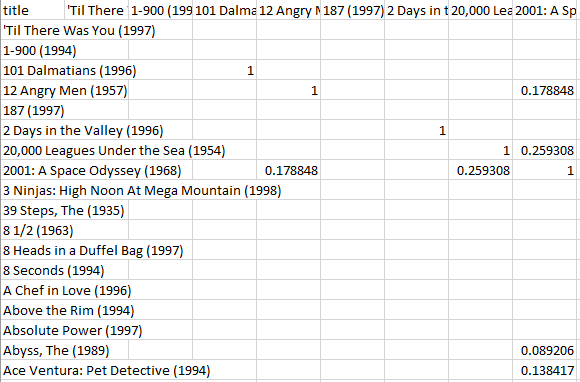 title 'Til There 1-900 (199 101 Dalma 12 Angry M 187 (1997) 2 Days in t 20,000 Lea 2001: A Sp
'Til There Was You (1997)
1-900 (1994)
101 Dalmatians (1996) 1
12 Angry Men (1957) 1 0.178848
187 (1997)
2 Days in the Valley (1996) 1
20,000 Leagues Under the Sea (1954) 1 0.259308
2001: A Space Odyssey (1968) 0.178848 0.259308 1
3 Ninjas: High Noon At Mega Mountain (1998)
39 Steps, The (1935)
8 1/2 (1963)
8 Heads in a Duffel Bag (1997)
8 Seconds (1994)
A Chef in Love (1996)
Above the Rim (1994)
Absolute Power (1997)
Abyss, The (1989) 0.089206
Ace Ventura: Pet Detective (1994) 0.138417